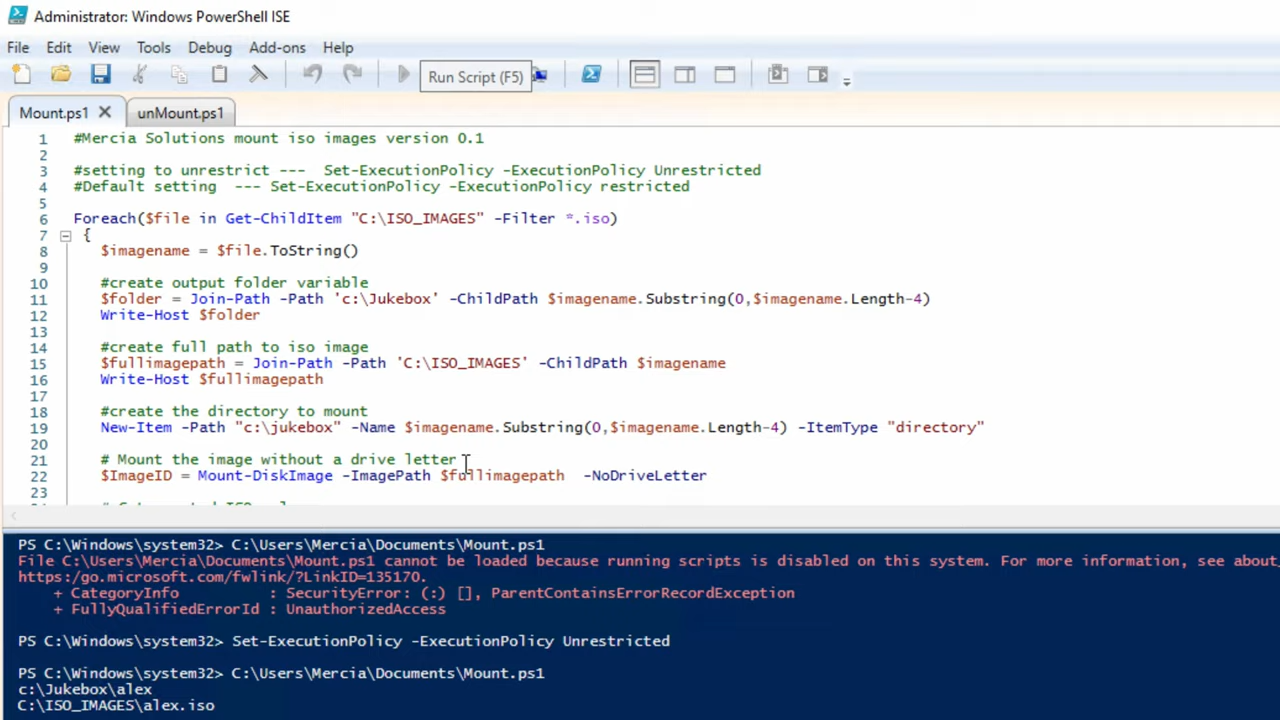 Administrator: Windows PowerShell ISE
File Edit View Tools Debug Add-ons Help
Run Script (F5)
Mount.ps1 unMount.ps1
1 #Mercia Solutions mount iso images version 0.1
2
3 #setting to unrestrict --- Set-ExecutionPolicy -ExecutionPolicy Unrestricted
4 #Default setting --- Set-ExecutionPolicy -ExecutionPolicy restricted
5
6 Foreach($file in Get-ChildItem "C:\ISO_IMAGES" -Filter *.iso)
7 {
8 $imagename = $file.ToString()
9
10 #create output folder variable
11 $folder = Join-Path -Path 'c:\Jukebox' -ChildPath $imagename.Substring(0,$imagename.Length-4)
12 Write-Host $folder
13
14 #create full path to iso image
15 $fullimagepath = Join-Path -Path 'C:\ISO_IMAGES' -ChildPath $imagename
16 Write-Host $fullimagepath
17
18 #create the directory to mount
19 New-Item -Path "c:\jukebox" -Name $imagename.Substring(0,$imagename.Length-4) -ItemType "directory"
20
21 # Mount the image without a drive letter
22 $ImageID = Mount-DiskImage -ImagePath $fullimagepath -NoDriveLetter
23
PS C:\Windows\system32> C:\Users\Mercia\Documents\Mount.ps1
File C:\Users\Mercia\Documents\Mount.ps1 cannot be loaded because running scripts is disabled on this system. For more information, see about_
https:/go.microsoft.com/fwlink/?LinkID=135170.
+ CategoryInfo : SecurityError: (:) [], ParentContainsErrorRecordException
+ FullyQualifiedErrorId : UnauthorizedAccess
PS C:\Windows\system32> Set-ExecutionPolicy -ExecutionPolicy Unrestricted
PS C:\Windows\system32> C:\Users\Mercia\Documents\Mount.ps1
c:\Jukebox\alex
C:\ISO_IMAGES\alex.iso